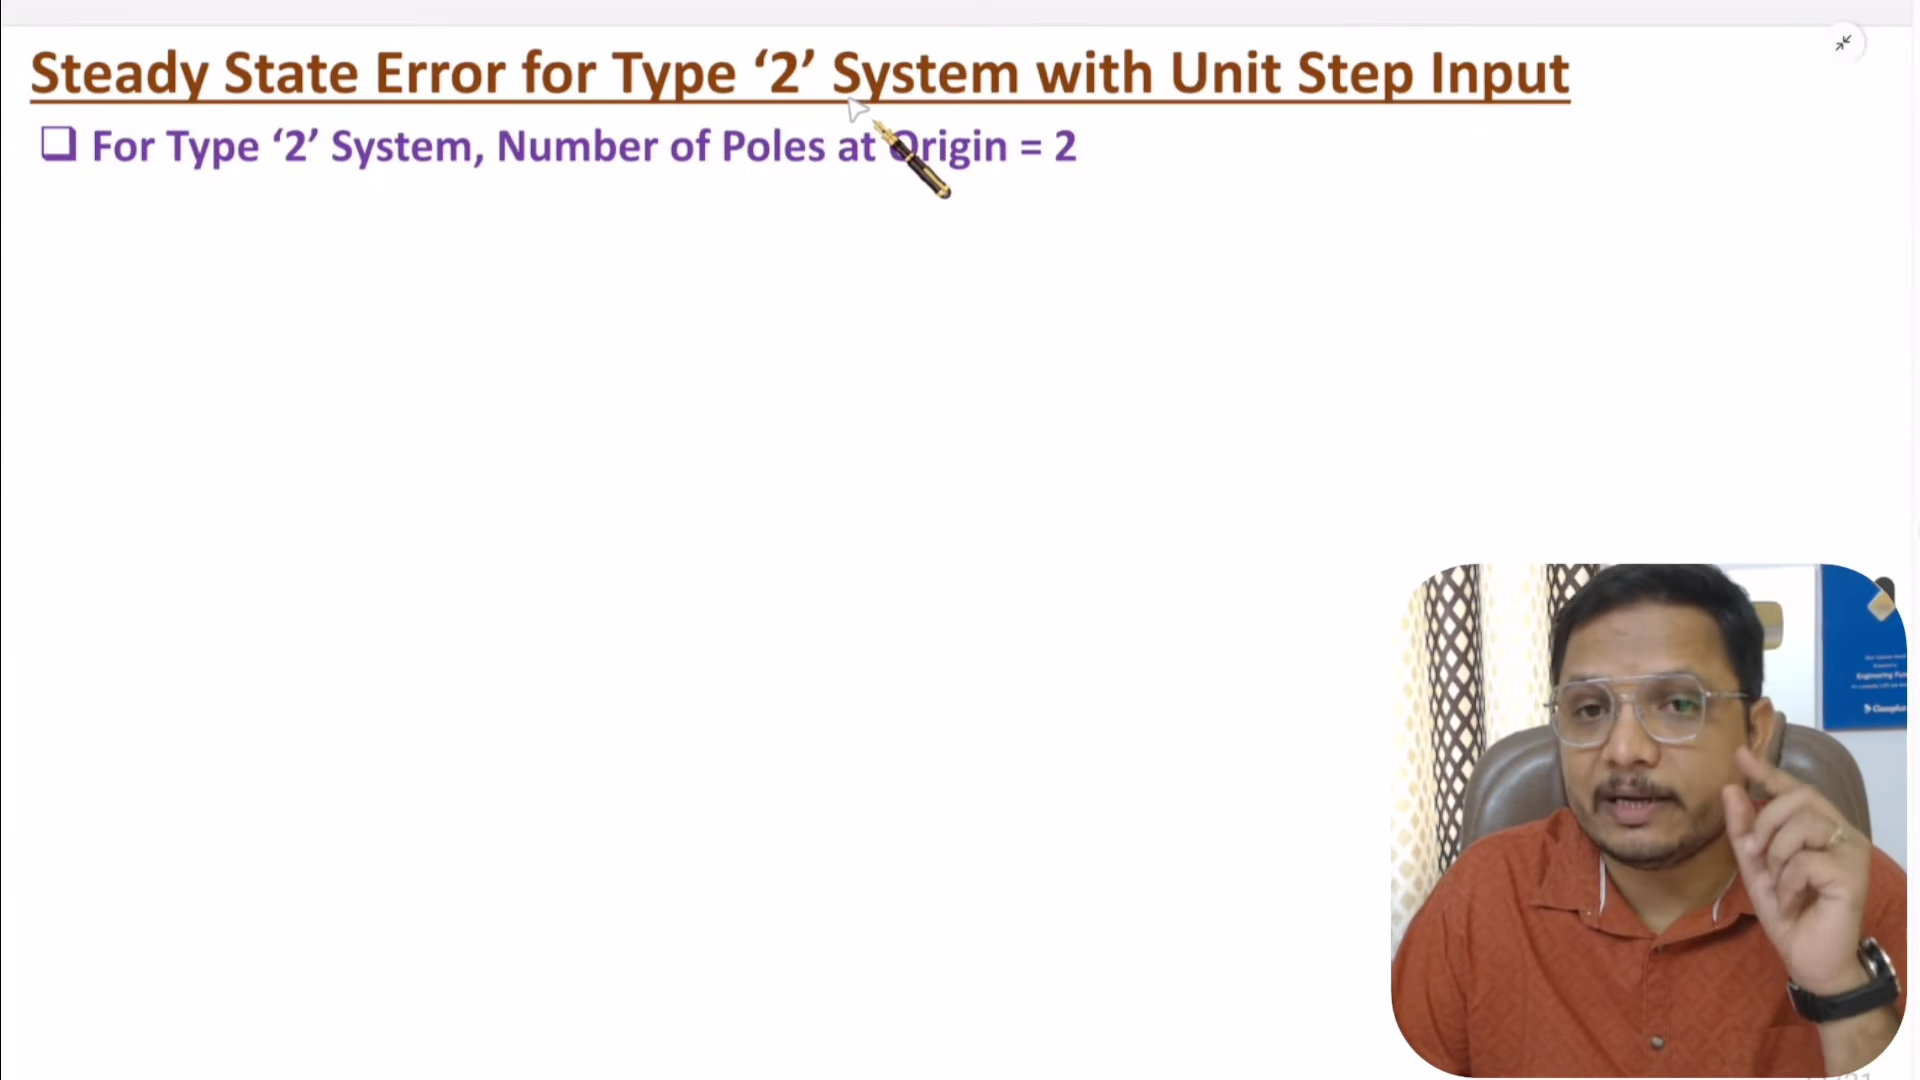 Steady State Error for Type ‘2’ System with Unit Step Input
❑ For Type ‘2’ System, Number of Poles at Origin = 2